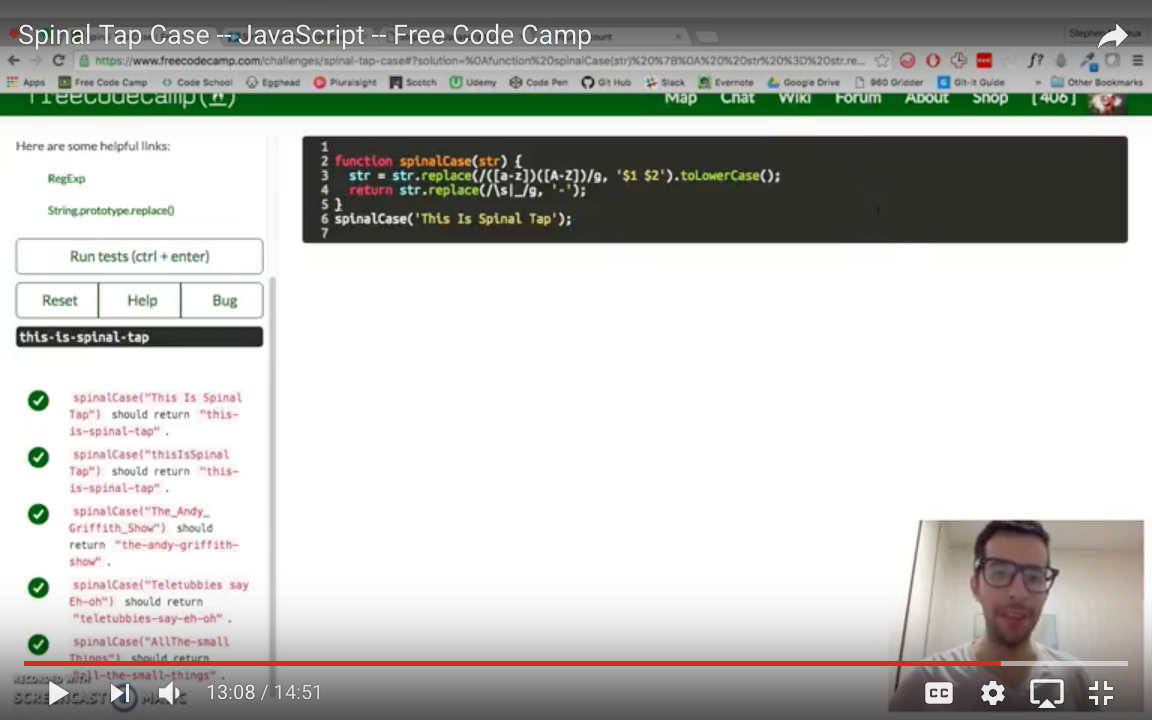 Spinal Tap Case -- JavaScript -- Free Code Camp
https://www.freecodecamp.com/challenges/spinal-tap-case#?solution=%0Afunction%20spinalCase(str)%20%7B%0A%20%20str%20%3D%20str.re...
Apps Free Code Camp Code School Egghead Pluralsight Scotch Udemy Code Pen Git Hub Slack Evernote Google Drive 960 Gridder Git-it Guide » Other Bookmarks
Map Chat Wiki Forum About Shop [ 406 ]
Here are some helpful links:
RegExp
String.prototype.replace()
Run tests (ctrl + enter)
Reset Help Bug
this-is-spinal-tap
spinalCase("This Is Spinal
Tap") should return "this-
is-spinal-tap" .
spinalCase("thisIsSpinal
Tap") should return "this-
is-spinal-tap" .
spinalCase("The_Andy_
Griffith_Show") should
return "the-andy-griffith-
show" .
spinalCase("Teletubbies say
Eh-oh") should return
"teletubbies-say-eh-oh" .
spinalCase("AllThe-small
Things") should return
"all-the-small-things" .
1
2 function spinalCase(str) {
3 str = str.replace(/([a-z])([A-Z])/g, '$1 $2').toLowerCase();
4 return str.replace(/\s|_/g, '-');
5 }
6 spinalCase('This Is Spinal Tap');
7
RECORDED WITH
13:08 / 14:51
CC